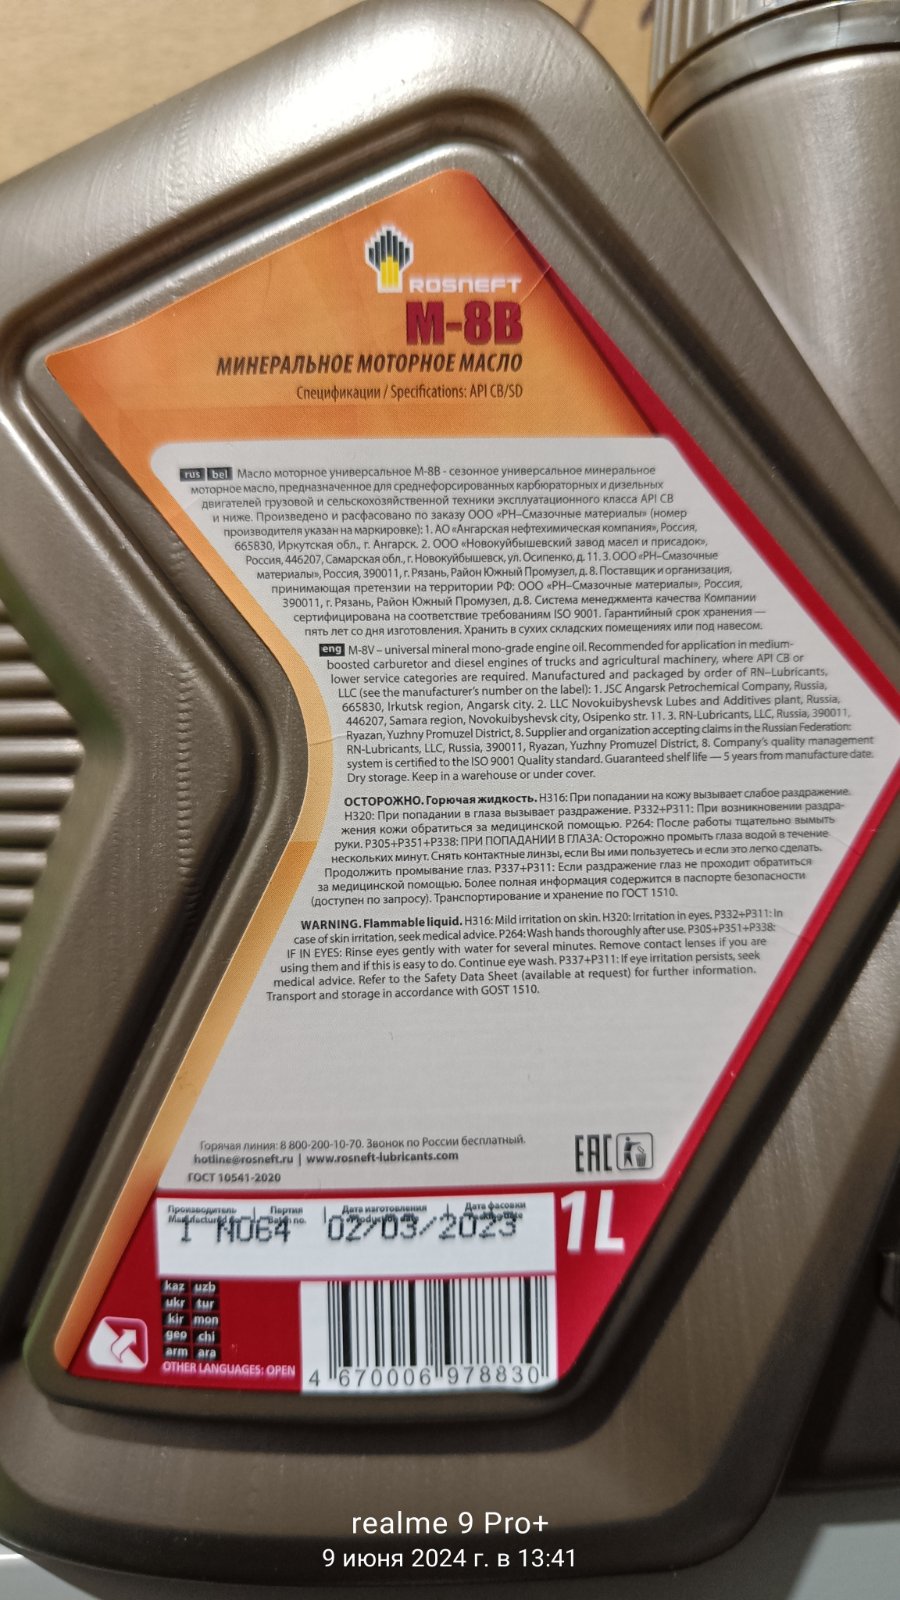 ROSNEFT
М-8В
МИНЕРАЛЬНОЕ МОТОРНОЕ МАСЛО
Спецификации / Specifications: API CB/SD
rus bel Масло моторное универсальное М-8В - сезонное универсальное минеральное
моторное масло, предназначенное для среднефорсированных карбюраторных и дизельных
двигателей грузовой и сельскохозяйственной техники эксплуатационного класса API CB
и ниже. Произведено и расфасовано по заказу ООО «РН–Смазочные материалы» (номер
производителя указан на маркировке): 1. АО «Ангарская нефтехимическая компания», Россия,
665830, Иркутская обл., г. Ангарск. 2. ООО «Новокуйбышевский завод масел и присадок»,
Россия, 446207, Самарская обл., г. Новокуйбышевск, ул. Осипенко, д. 11. 3. ООО «РН–Смазочные
материалы», Россия, 390011, г. Рязань, Район Южный Промузел, д. 8. Поставщик и организация,
принимающая претензии на территории РФ: ООО «РН–Смазочные материалы», Россия,
390011, г. Рязань, Район Южный Промузел, д.8. Система менеджмента качества Компании
сертифицирована на соответствие требованиям ISO 9001. Гарантийный срок хранения —
пять лет со дня изготовления. Хранить в сухих складских помещениях или под навесом.
eng M-8V – universal mineral mono-grade engine oil. Recommended for application in medium-
boosted carburetor and diesel engines of trucks and agricultural machinery, where API CB or
lower service categories are required. Manufactured and packaged by order of RN–Lubricants,
LLC (see the manufacturer's number on the label): 1. JSC Angarsk Petrochemical Company, Russia,
665830, Irkutsk region, Angarsk city. 2. LLC Novokuibyshevsk Lubes and Additives plant, Russia,
446207, Samara region, Novokuibyshevsk city, Osipenko str. 11. 3. RN-Lubricants, LLC, Russia, 390011,
Ryazan, Yuzhny Promuzel District, 8. Supplier and organization accepting claims in the Russian Federation:
RN-Lubricants, LLC, Russia, 390011, Ryazan, Yuzhny Promuzel District, 8. Company's quality management
system is certified to the ISO 9001 Quality standard. Guaranteed shelf life — 5 years from manufacture date.
Dry storage. Keep in a warehouse or under cover.
ОСТОРОЖНО. Горючая жидкость. H316: При попадании на кожу вызывает слабое раздражение.
H320: При попадании в глаза вызывает раздражение. P332+P311: При возникновении раздра-
жения кожи обратиться за медицинской помощью. P264: После работы тщательно вымыть
руки. P305+P351+P338: ПРИ ПОПАДАНИИ В ГЛАЗА: Осторожно промыть глаза водой в течение
нескольких минут. Снять контактные линзы, если Вы ими пользуетесь и если это легко сделать.
Продолжить промывание глаз. P337+P311: Если раздражение глаз не проходит обратиться
за медицинской помощью. Более полная информация содержится в паспорте безопасности
(доступен по запросу). Транспортирование и хранение по ГОСТ 1510.
WARNING. Flammable liquid. H316: Mild irritation on skin. H320: Irritation in eyes. P332+P311: In
case of skin irritation, seek medical advice. P264: Wash hands thoroughly after use. P305+P351+P338:
IF IN EYES: Rinse eyes gently with water for several minutes. Remove contact lenses if you are
using them and if this is easy to do. Continue eye wash. P337+P311: If eye irritation persists, seek
medical advice. Refer to the Safety Data Sheet (available at request) for further information.
Transport and storage in accordance with GOST 1510.
Горячая линия: 8 800-200-10-70. Звонок по России бесплатный.
hotline@rosneft.ru | www.rosneft-lubricants.com
ЕАС
ГОСТ 10541-2020
1L
Производитель | Партия | Дата изготовления | Дата фасовки
1 N064 02/03/2023
kaz uzb
ukr tur
kir mon
geo chi
arm ara
OTHER LANGUAGES: OPEN
4 670006 978830
realme 9 Pro+
9 июня 2024 г. в 13:41